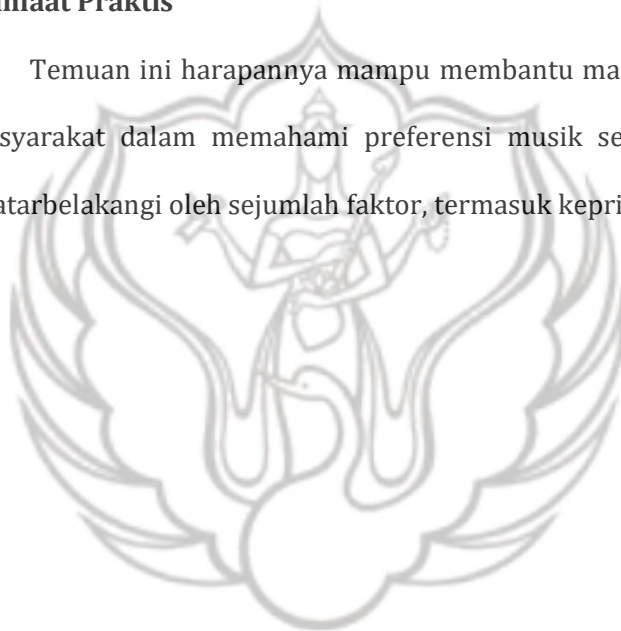 nfaat Praktis
Temuan ini harapannya mampu membantu ma
syarakat dalam memahami preferensi musik se
atarbelakangi oleh sejumlah faktor, termasuk kepri